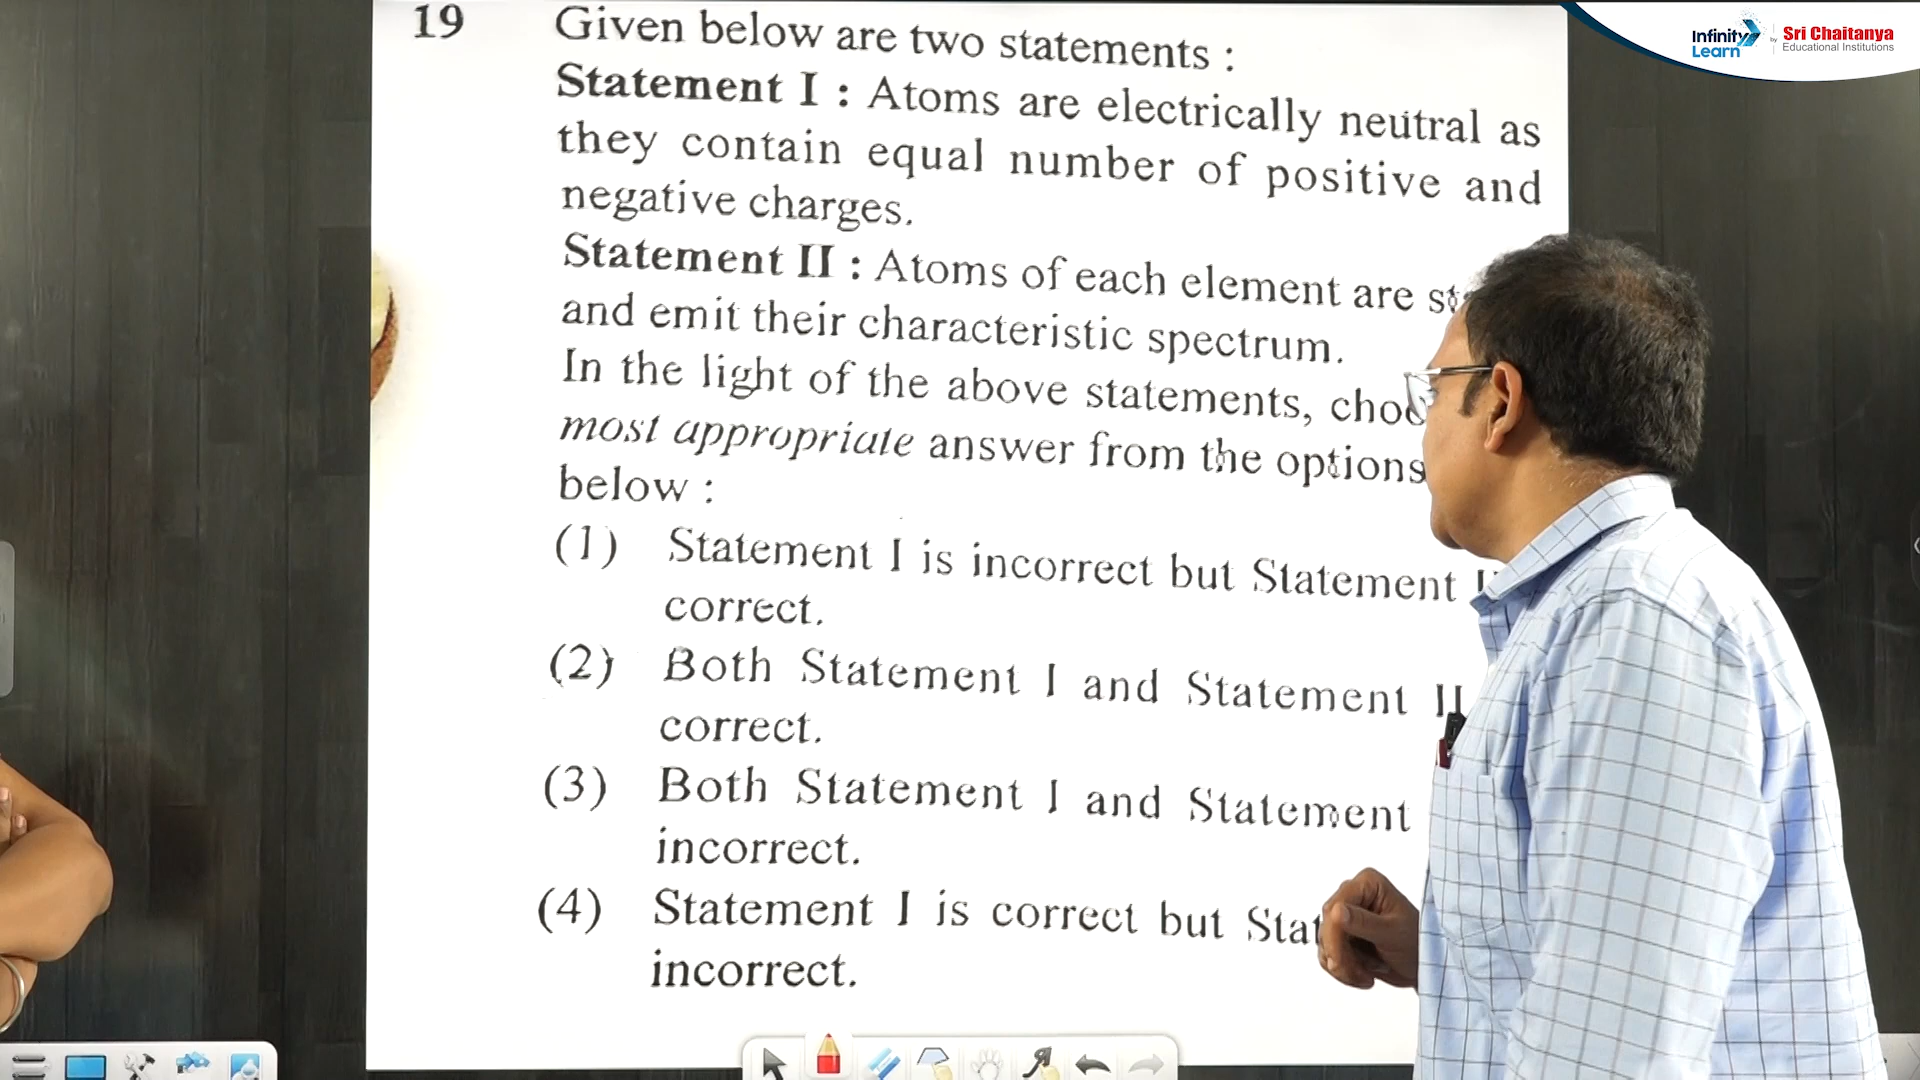 19 Given below are two statements :
Statement I : Atoms are electrically neutral as
they contain equal number of positive and
negative charges.
Statement II : Atoms of each element are
and emit their characteristic spectrum.
In the light of the above statements,
most appropriate answer from the options
below :
(1) Statement I is incorrect but Statement
correct.
(2) Both Statement I and Statement II
correct.
(3) Both Statement I and Statement
incorrect.
(4) Statement I is correct but
incorrect.
Infinity Learn by Sri Chaitanya
Educational Institutions